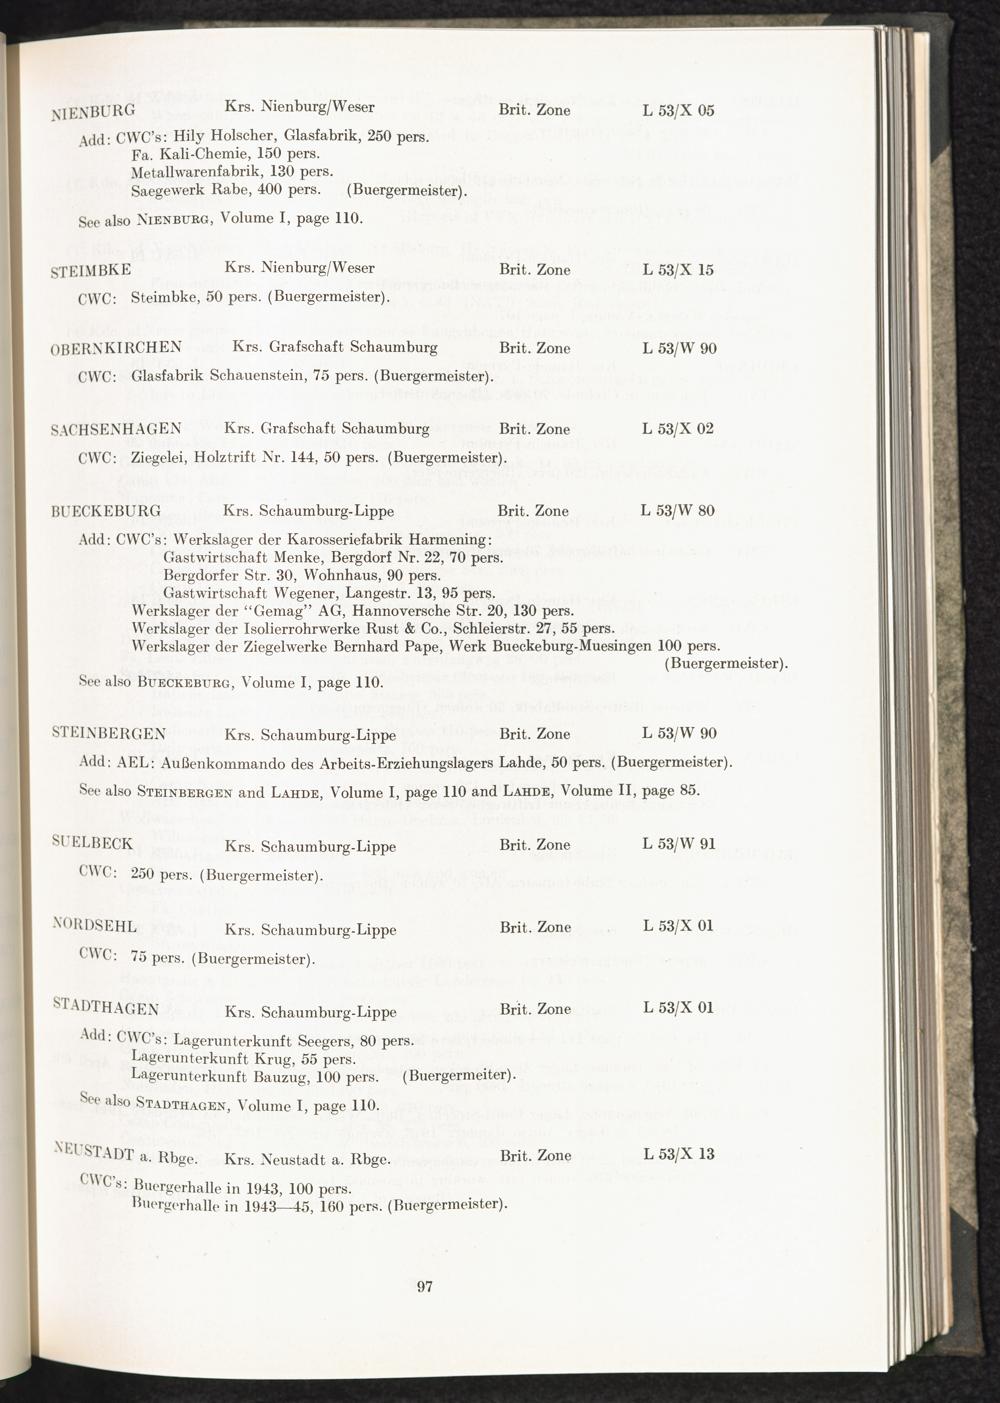 NIENBURG Krs. Nienburg/Weser Brit. Zone L 53/X 05
Add: CWC's: Hily Holscher, Glasfabrik, 250 pers.
Fa. Kali-Chemie, 150 pers.
Metallwarenfabrik, 130 pers.
Saegewerk Rabe, 400 pers. (Buergermeister).
See also NIENBURG, Volume I, page 110.
STEIMBKE Krs. Nienburg/Weser Brit. Zone L 53/X 15
CWC: Steimbke, 50 pers. (Buergermeister).
OBERNKIRCHEN Krs. Grafschaft Schaumburg Brit. Zone L 53/W 90
CWC: Glasfabrik Schauenstein, 75 pers. (Buergermeister).
SACHSENHAGEN Krs. Grafschaft Schaumburg Brit. Zone L 53/X 02
CWC: Ziegelei, Holztrift Nr. 144, 50 pers. (Buergermeister).
BUECKEBURG Krs. Schaumburg-Lippe Brit. Zone L 53/W 80
Add: CWC's: Werkslager der Karosseriefabrik Harmening:
Gastwirtschaft Menke, Bergdorf Nr. 22, 70 pers.
Bergdorfer Str. 30, Wohnhaus, 90 pers.
Gastwirtschaft Wegener, Langestr. 13, 95 pers.
Werkslager der "Gemag" AG, Hannoversche Str. 20, 130 pers.
Werkslager der Isolierrohrwerke Rust & Co., Schleierstr. 27, 55 pers.
Werkslager der Ziegelwerke Bernhard Pape, Werk Bueckeburg-Muesingen 100 pers.
(Buergermeister).
See also BUECKEBURG, Volume I, page 110.
STEINBERGEN Krs. Schaumburg-Lippe Brit. Zone L 53/W 90
Add: AEL: Außenkommando des Arbeits-Erziehungslagers Lahde, 50 pers. (Buergermeister).
See also STEINBERGEN and LAHDE, Volume I, page 110 and LAHDE, Volume II, page 85.
SUELBECK Krs. Schaumburg-Lippe Brit. Zone L 53/W 91
CWC: 250 pers. (Buergermeister).
NORDSEHL Krs. Schaumburg-Lippe Brit. Zone L 53/X 01
CWC: 75 pers. (Buergermeister).
STADTHAGEN Krs. Schaumburg-Lippe Brit. Zone L 53/X 01
Add: CWC's: Lagerunterkunft Seegers, 80 pers.
Lagerunterkunft Krug, 55 pers.
Lagerunterkunft Bauzug, 100 pers. (Buergermeiter).
See also STADTHAGEN, Volume I, page 110.
NEUSTADT a. Rbge. Krs. Neustadt a. Rbge. Brit. Zone L 53/X 13
CWC's: Buergerhalle in 1943, 100 pers.
Buergerhalle in 1943—45, 160 pers. (Buergermeister).
97